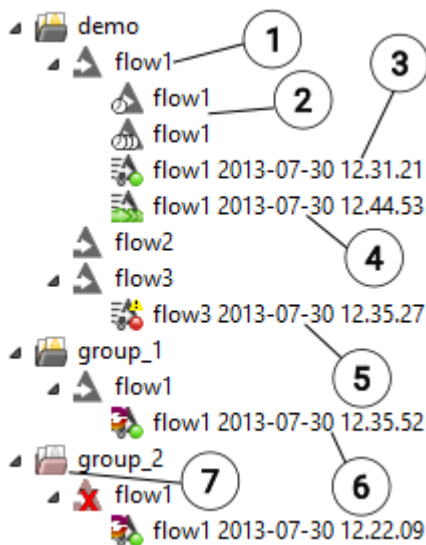 demo
flow1 1
flow1 2 3
flow1
flow1 2013-07-30 12.31.21
flow1 2013-07-30 12.44.53
flow2 4
flow3
flow3 2013-07-30 12.35.27
group_1 5
flow1
flow1 2013-07-30 12.35.52
group_2 7 6
flow1
flow1 2013-07-30 12.22.09